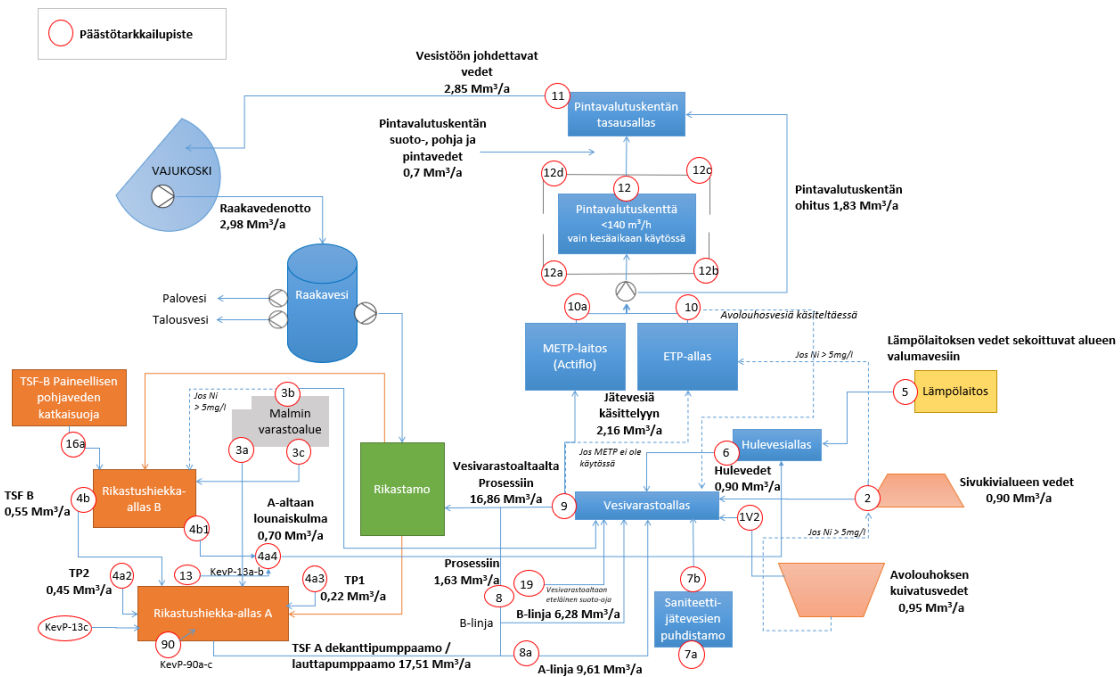 Päästötarkkailupiste
Vesistöön johdettavat
vedet
2,85 Mm³/a
11
Pintavalutuskentän
tasausallas
Pintavalutuskentän
suoto-, pohja ja
pintavedet
0,7 Mm³/a
12d
12c
12
Pintavalutuskenttä
<140 m³/h
vain kesäaikaan käytössä
12a
12b
Pintavalutuskentän
ohitus 1,83 Mm³/a
VAJUKOSKI
Raakavedenotto
2,98 Mm³/a
Raakavesi
Palovesi
Talousvesi
10a
10
Avolouhosvesiä käsiteltäessä
METP-laitos
(Actiflo)
ETP-allas
Jos Ni > 5mg/l
Lämpölaitoksen vedet sekoittuvat alueen
valumavesiin
5
Lämpölaitos
Jätevesiä
käsittelyyn
2,16 Mm³/a
TSF-B Paineellisen
pohjaveden
katkaisuoja
Jos Ni
> 5mg/l
3b
Malmin
varastoalue
3a
3c
16a
Rikastamo
Jos METP ei ole
käytössä
6
Hulevesiallas
Hulevedet
0,90 Mm³/a
Vesivarastoaltaalta
Prosessiin
16,86 Mm³/a
9
Vesivarastoallas
2
Sivukivialueen vedet
0,90 Mm³/a
1V2
Jos Ni > 5mg/l
TSF B
0,55 Mm³/a
4b
Rikastushiekka-
allas B
4b1
A-altaan
lounaiskulma
0,70 Mm³/a
4a4
13
KevP-13a-b
TP2
0,45 Mm³/a
4a2
4a3
TP1
0,22 Mm³/a
Prosessiin
1,63 Mm³/a
8
19
Vesivarastoaltaan
eteläinen suoto-oja
B-linja 6,28 Mm³/a
B-linja
7b
Saniteetti-
jätevesien
puhdistamo
7a
Avolouhoksen
kuivatusvedet
0,95 Mm³/a
KevP-13c
Rikastushiekka-allas A
90
KevP-90a-c
TSF A dekanttipumppaamo /
lauttapumppaamo 17,51 Mm³/a
8a
A-linja 9,61 Mm³/a